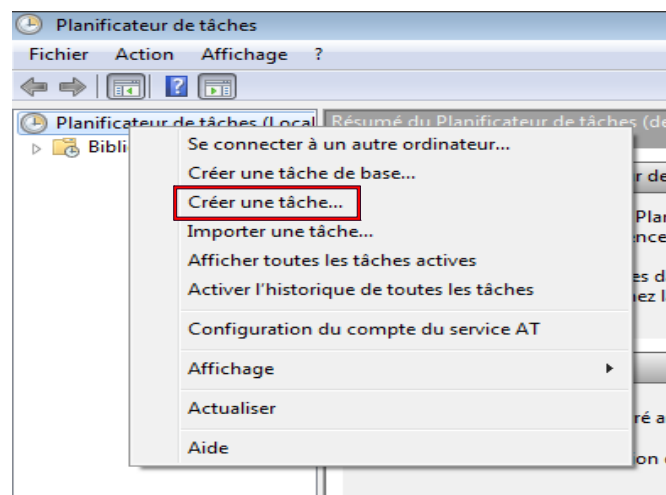 Planificateur de tâches
Fichier Action Affichage ?
Planificateur de tâches (Local Résumé du Planificateur de tâches (de
Se connecter à un autre ordinateur...
Créer une tâche de base...
Créer une tâche...
Importer une tâche...
Afficher toutes les tâches actives
Activer l'historique de toutes les tâches
Configuration du compte du service AT
Affichage
Actualiser
Aide